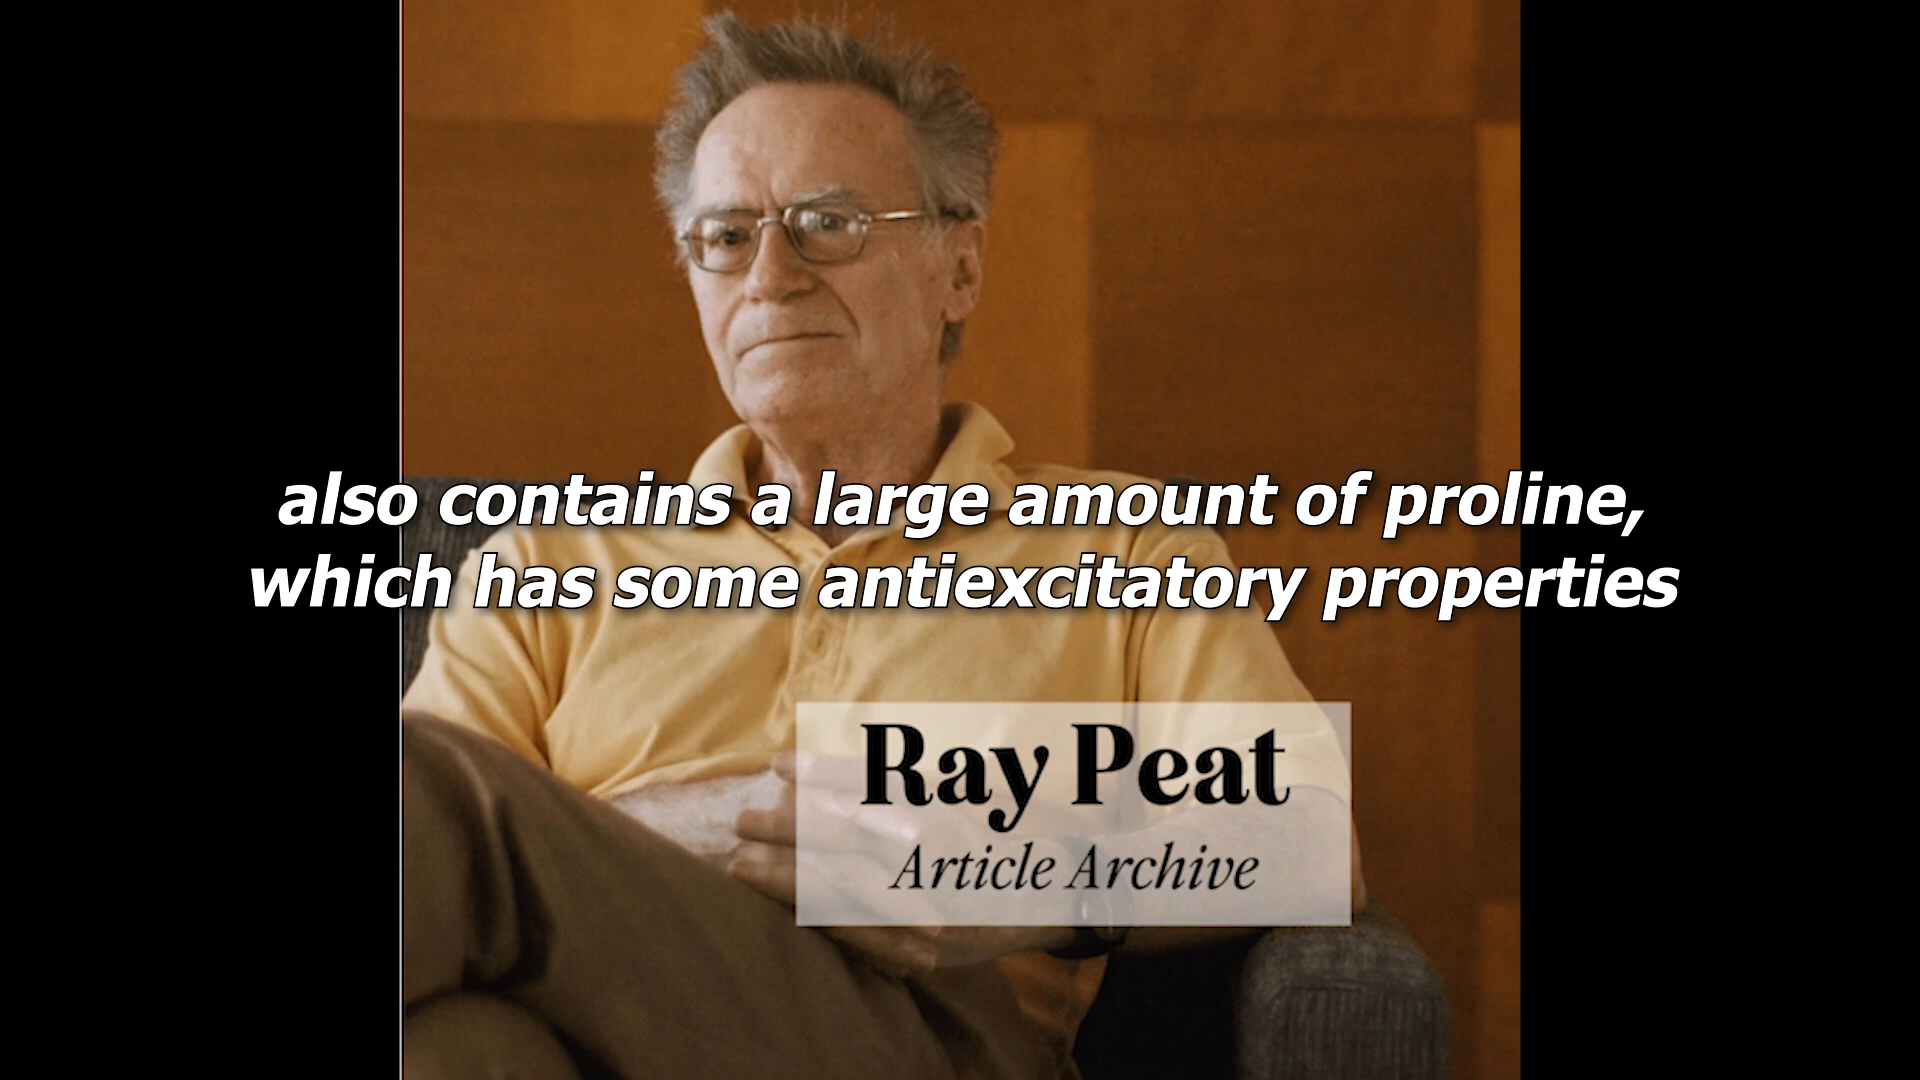 also contains a large amount of proline,
which has some antiexcitatory properties
Ray Peat
Article Archive